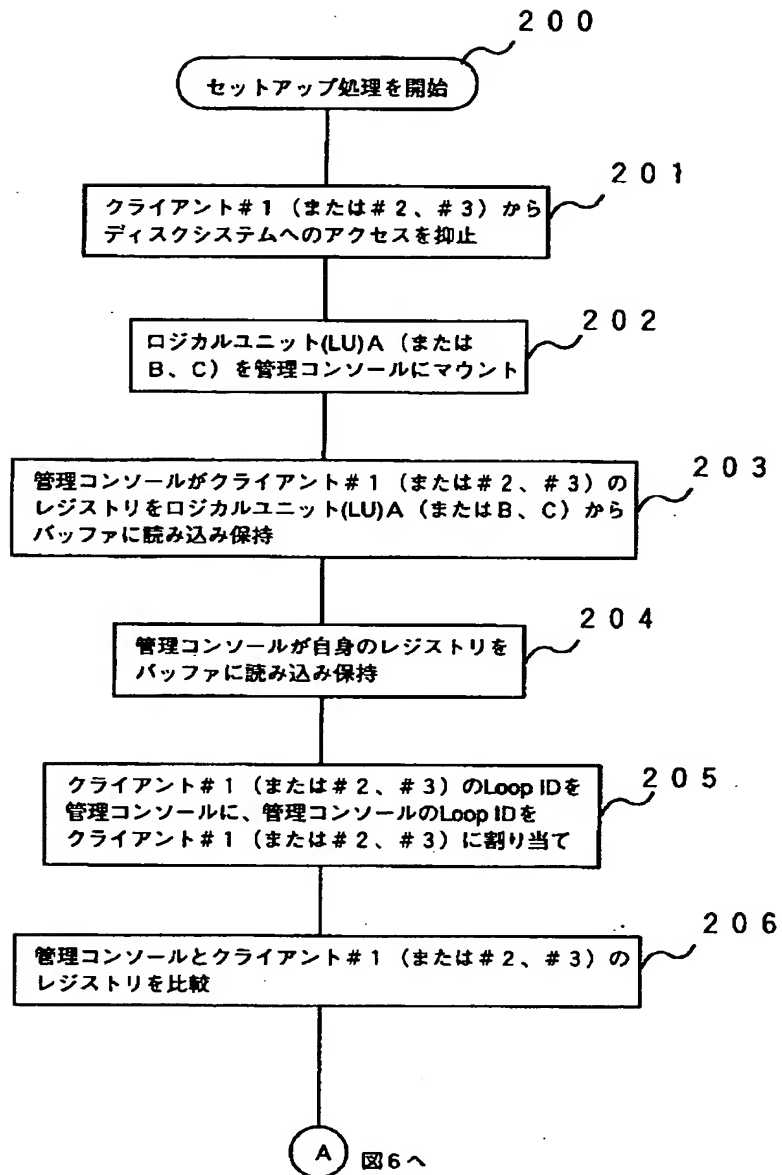 200
セットアップ処理を開始
201
クライアント#1（または#2、#3）から
ディスクシステムへのアクセスを抑止
202
ロジカルユニット(LU)A（または
B、C）を管理コンソールにマウント
203
管理コンソールがクライアント#1（または#2、#3）の
レジストリをロジカルユニット(LU)A（またはB、C）から
バッファに読み込み保持
204
管理コンソールが自身のレジストリを
バッファに読み込み保持
205
クライアント#1（または#2、#3）のLoop IDを
管理コンソールに、管理コンソールのLoop IDを
クライアント#1（または#2、#3）に割り当て
206
管理コンソールとクライアント#1（または#2、#3）の
レジストリを比較
A 図6へ